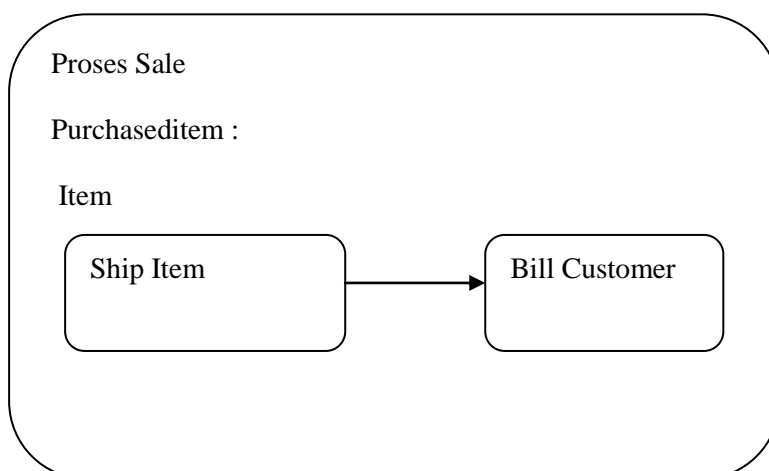 Proses Sale
Purchaseditem :
Item
Ship Item
Bill Customer